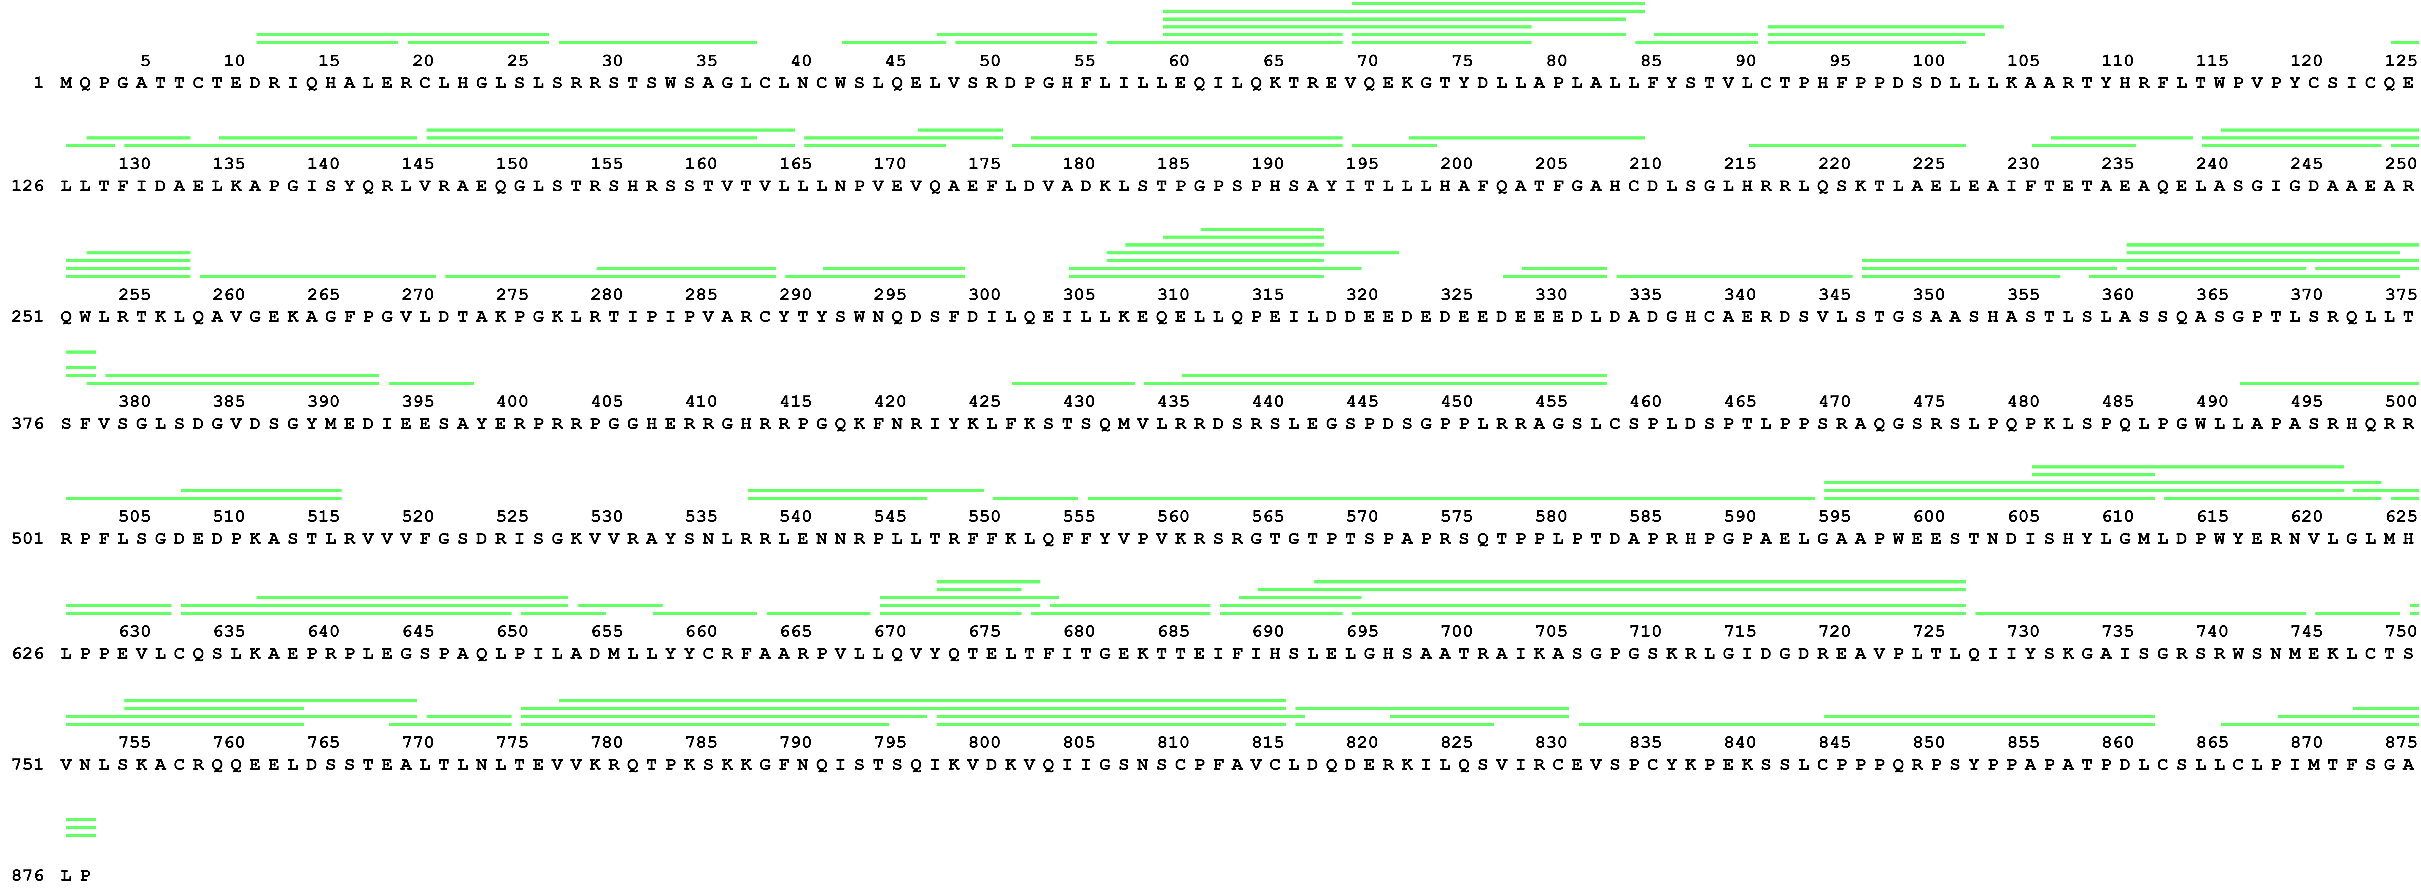 5 10 15 20 25 30 35 40 45 50 55 60 65 70 75 80 85 90 95 100 105 110 115 120 125
1 M Q P G A T T C T E D R I Q H A L E R C L H G L S L S R R S T S W S A G L C L N C W S L Q E L V S R D P G H F L I L L E Q I L Q K T R E V Q E K G T Y D L L A P L A L L F Y S T V L C T P H F P P D S D L L L K A A R T Y H R F L T W P V P Y C S I C Q E
130 135 140 145 150 155 160 165 170 175 180 185 190 195 200 205 210 215 220 225 230 235 240 245 250
126 L L T F I D A E L K A P G I S Y Q R L V R A E Q G L S T R S H R S S T V T V L L L N P V E V Q A E F L D V A D K L S T P G P S P H S A Y I T L L L H A F Q A T F G A H C D L S G L H R R L Q S K T L A E L E A I F T E T A E A Q E L A S G I G D A A E A R
255 260 265 270 275 280 285 290 295 300 305 310 315 320 325 330 335 340 345 350 355 360 365 370 375
251 Q W L R T K L Q A V G E K A G F P G V L D T A K P G K L R T I P I P V A R C Y T Y S W N Q D S F D I L Q E I L L K E Q E L L Q P E I L D D E E D E D E E D E E E D L D A D G H C A E R D S V L S T G S A A S H A S T L S L A S S Q A S G P T L S R Q L L T
380 385 390 395 400 405 410 415 420 425 430 435 440 445 450 455 460 465 470 475 480 485 490 495 500
376 S F V S G L S D G V D S G Y M E D I E E S A Y E R P R R P G G H E R R G H R R P G Q K F N R I Y K L F K S T S Q M V L R R D S R S L E G S P D S G P P L R R A G S L C S P L D S P T L P P S R A Q G S R S L P Q P K L S P Q L P G W L L A P A S R H Q R R
505 510 515 520 525 530 535 540 545 550 555 560 565 570 575 580 585 590 595 600 605 610 615 620 625
501 R P F L S G D E D P K A S T L R V V V F G S D R I S G K V V R A Y S N L R R L E N N R P L L T R F F K L Q F F Y V P V K R S R G T G T P T S P A P R S Q T P P L P T D A P R H P G P A E L G A A P W E E S T N D I S H Y L G M L D P W Y E R N V L G L M H
630 635 640 645 650 655 660 665 670 675 680 685 690 695 700 705 710 715 720 725 730 735 740 745 750
626 L P P E V L C Q S L K A E P R P L E G S P A Q L P I L A D M L L Y Y C R F A A R P V L L Q V Y Q T E L T F I T G E K T T E I F I H S L E L G H S A A T R A I K A S G P G S K R L G I D G D R E A V P L T L Q I I Y S K G A I S G R S R W S N M E K L C T S
755 760 765 770 775 780 785 790 795 800 805 810 815 820 825 830 835 840 845 850 855 860 865 870 875
751 V N L S K A C R Q Q E E L D S S T E A L T L N L T E V V K R Q T P K S K K G F N Q I S T S Q I K V D K V Q I I G S N S C P F A V C L D Q D E R K I L Q S V I R C E V S P C Y K P E K S S L C P P P Q R P S Y P P A P A T P D L C S L L C L P I M T F S G A
876 L P